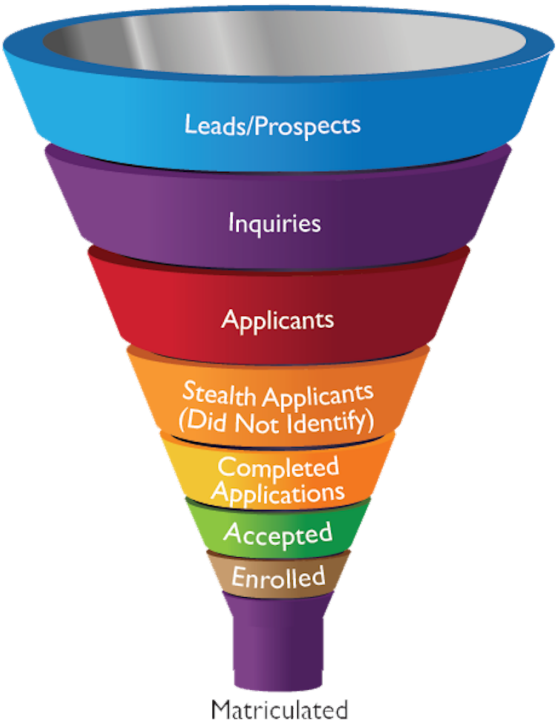 Leads/Prospects
Inquiries
Applicants
Stealth Applicants
(Did Not Identify)
Completed
Applications
Accepted
Enrolled
Matriculated